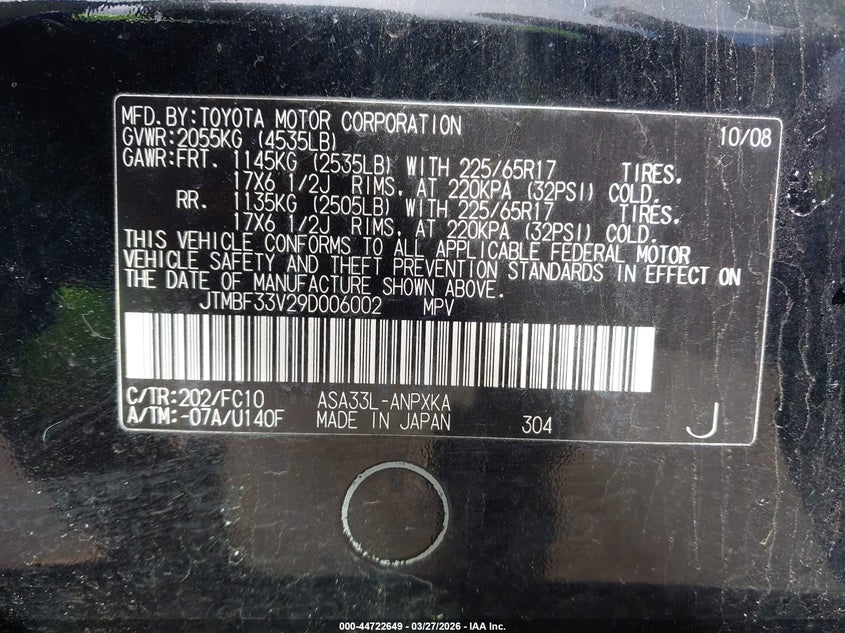 MFD.BY:TOYOTA MOTOR CORPORATION 10/08
GVWR:2055KG (4535LB)
GAWR:FRT. 1145KG (2535LB) WITH 225/65R17 TIRES,
17X6 1/2J RIMS, AT 220KPA (32PSI) COLD.
RR. 1135KG (2505LB) WITH 225/65R17 TIRES,
17X6 1/2J RIMS, AT 220KPA (32PSI) COLD.
THIS VEHICLE CONFORMS TO ALL APPLICABLE FEDERAL MOTOR
VEHICLE SAFETY AND THEFT PREVENTION STANDARDS IN EFFECT ON
THE DATE OF MANUFACTURE SHOWN ABOVE.
JTMBF33V29D006002 MPV
C/TR:202/FC10 ASA33L-ANPXKA
A/TM:-07A/U140F MADE IN JAPAN 304 J
000-44722649 - 03/27/2026 - IAA Inc.